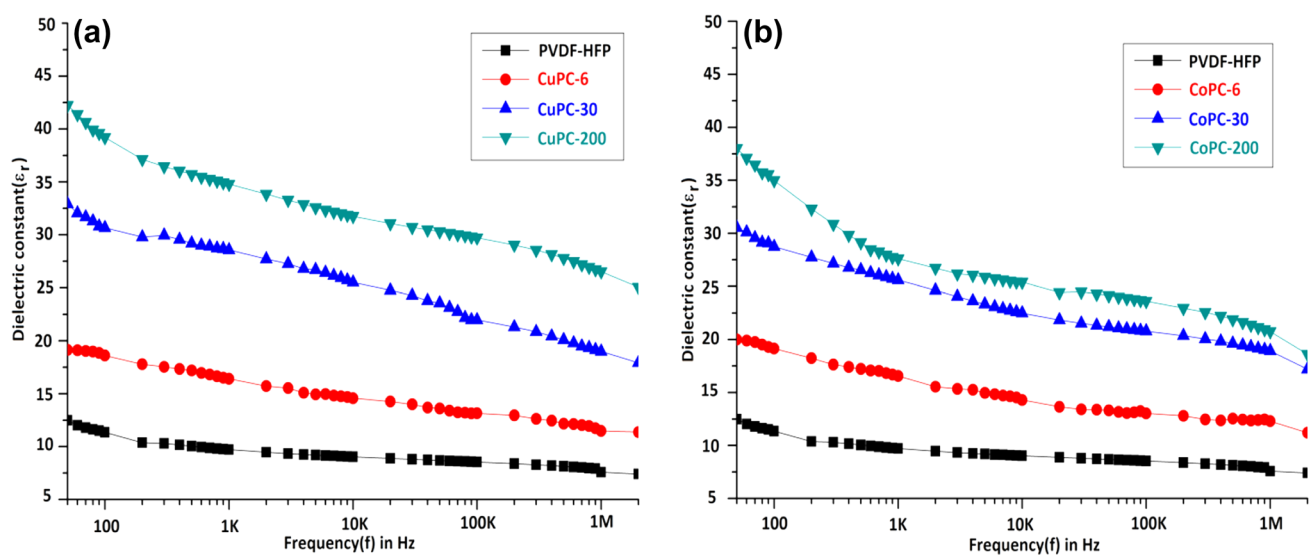 (a)
50
45
40
35
30
25
20
15
10
5
Dielectric constant(εr)
PVDF-HFP
CuPC-6
CuPC-30
CuPC-200
100
1K
10K
100K
1M
Frequency(f) in Hz
(b)
50
45
40
35
30
25
20
15
10
5
Dielectric constant(εr)
PVDF-HFP
CoPC-6
CoPC-30
CoPC-200
100
1K
10K
100K
1M
Frequency(f) in Hz